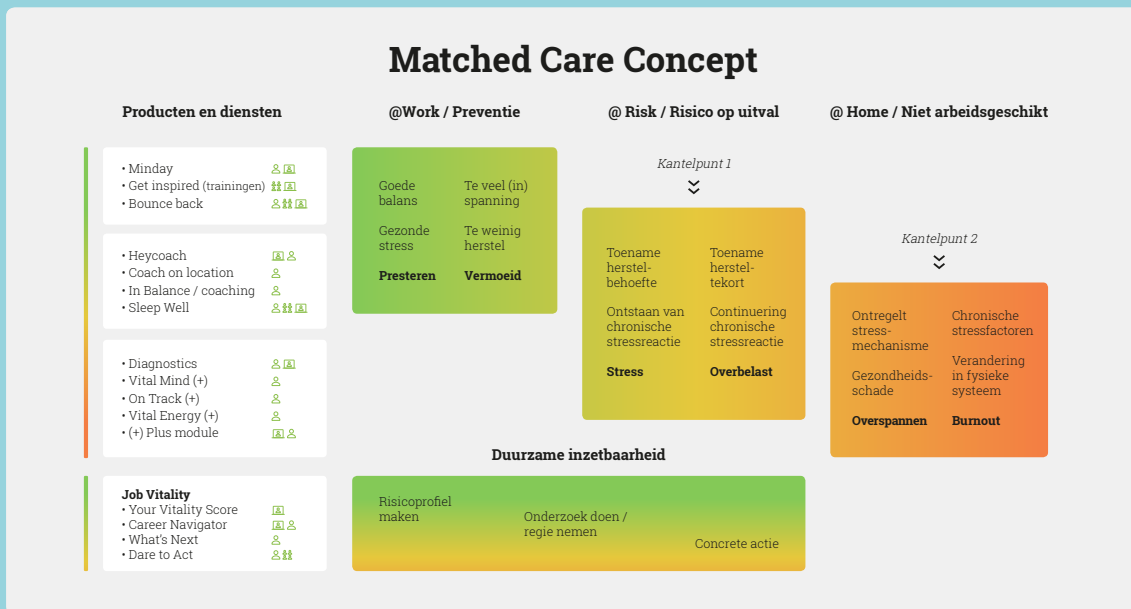 Matched Care Concept
Producten en diensten
@Work / Preventie
@ Risk / Risico op uitval
@ Home / Niet arbeidsgeschikt
• Minday
• Get inspired (trainingen)
• Bounce back
• Heycoach
• Coach on location
• In Balance / coaching
• Sleep Well
• Diagnostics
• Vital Mind (+)
• On Track (+)
• Vital Energy (+)
• (+) Plus module
Job Vitality
• Your Vitality Score
• Career Navigator
• What's Next
• Dare to Act
Goede
balans
Gezonde
stress
Presteren
Te veel (in)
spanning
Te weinig
herstel
Vermoeid
Kantelpunt 1
Toename
herstel-
behoefte
Ontstaan van
chronische
stressreactie
Stress
Toename
herstel-
tekort
Continuering
chronische
stressreactie
Overbelast
Kantelpunt 2
Ontregelt
stress-
mechanisme
Gezondheids-
schade
Overspannen
Chronische
stressfactoren
Verandering
in fysieke
systeem
Burnout
Duurzame inzetbaarheid
Risicoprofiel
maken
Onderzoek doen /
regie nemen
Concrete actie